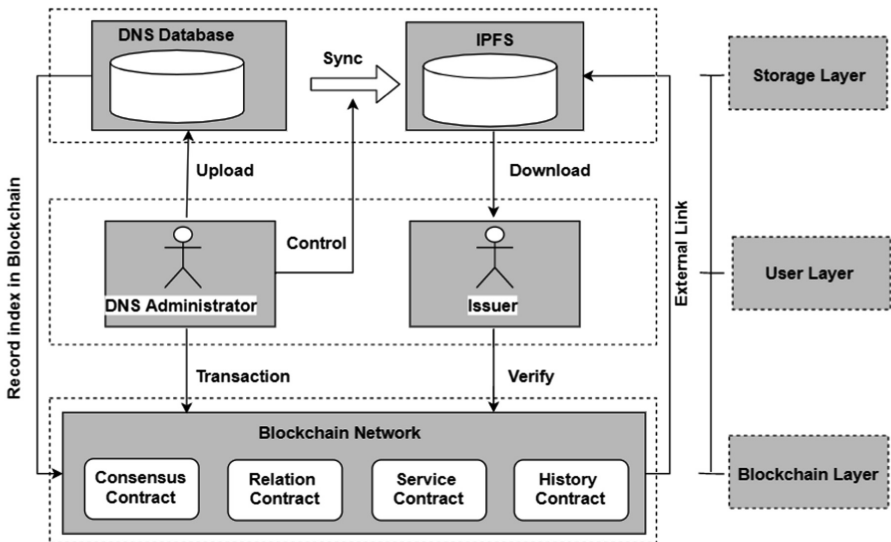 DNS Database
IPFS
Sync
Storage Layer
Upload
Download
Record index in Blockchain
External Link
Control
DNS Administrator
Issuer
User Layer
Transaction
Verify
Blockchain Network
Consensus
Contract
Relation
Contract
Service
Contract
History
Contract
Blockchain Layer